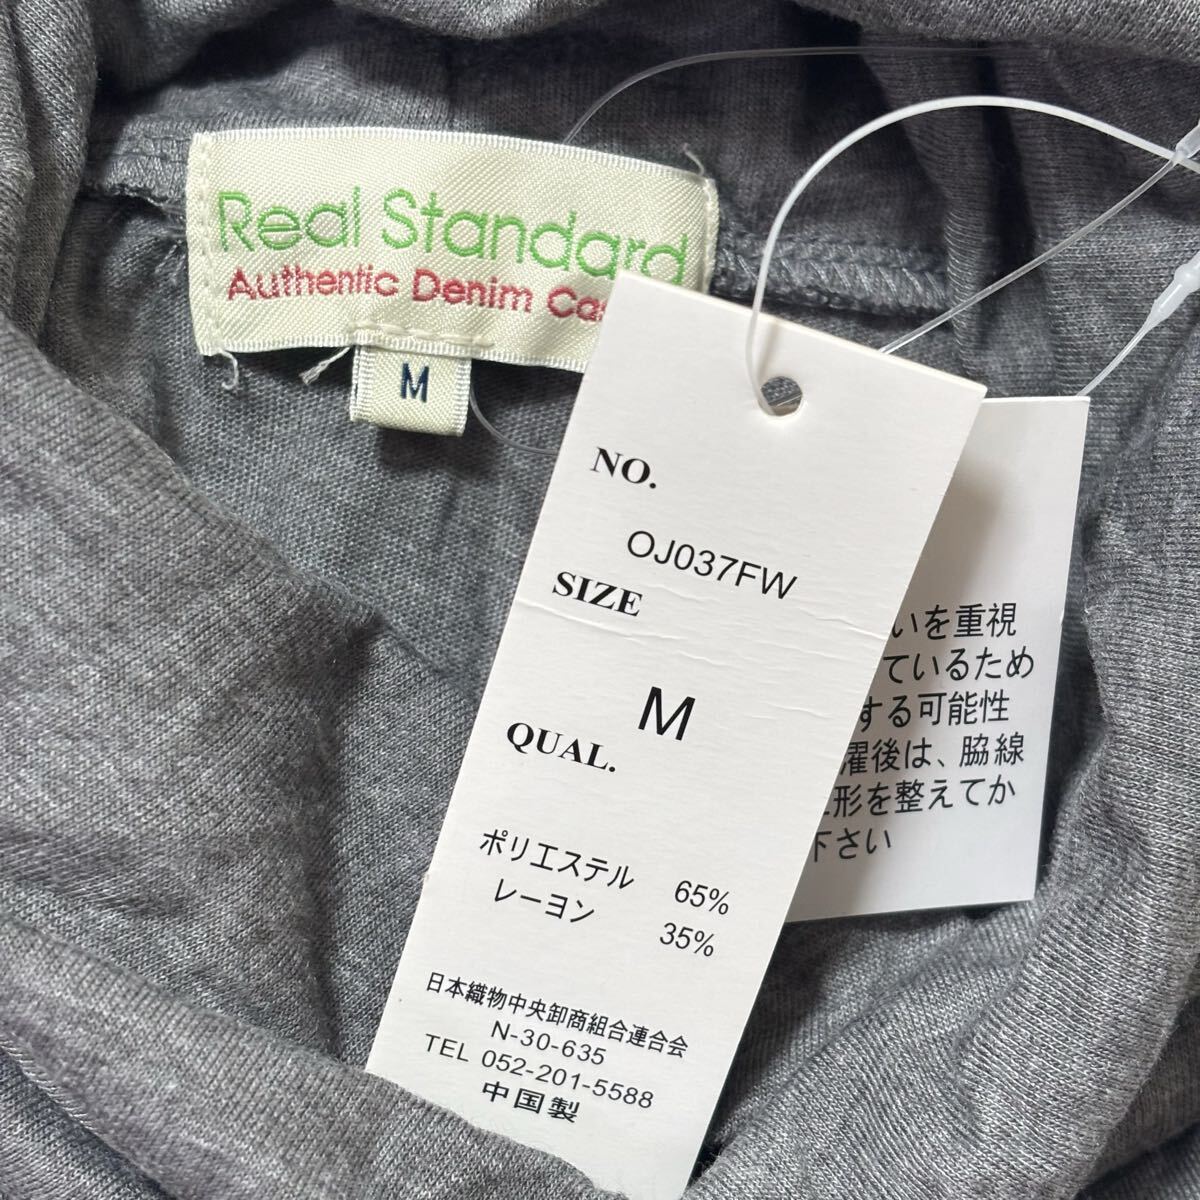 Real Standard
Authentic Denim
M
NO.
OJ037FW
SIZE
M
QUAL.
ポリエステル 65%
レーヨン 35%
日本織物中央卸商組合連合会
N-30-635
TEL 052-201-5588
中国製
いを重視
ているため
する可能性
濯後は、脇線
形を整えてか
下さい